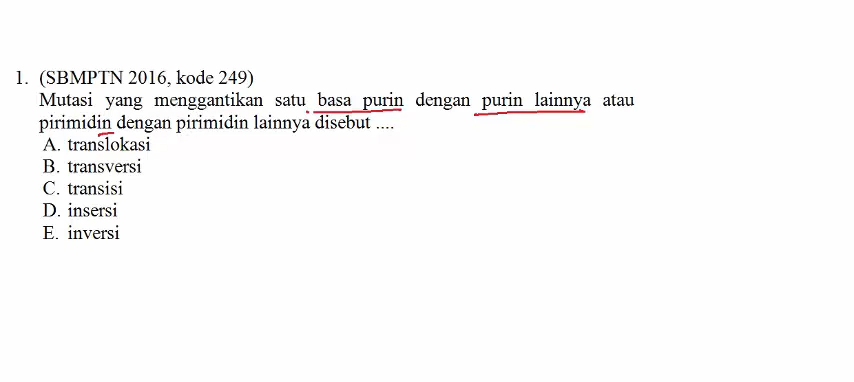 1. (SBMPTN 2016, kode 249)
Mutasi yang menggantikan satu basa purin dengan purin lainnya atau
pirimidin dengan pirimidin lainnya disebut ....
A. translokasi
B. transversi
C. transisi
D. insersi
E. inversi